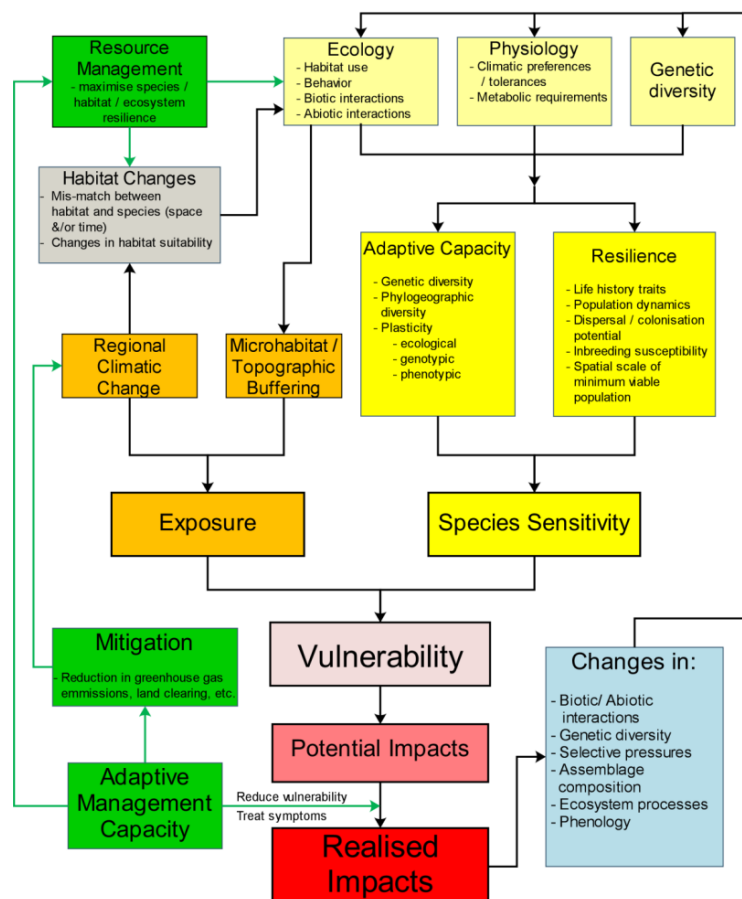 Resource
Management
- maximise species /
habitat / ecosystem
resilience
Ecology
- Habitat use
- Behavior
- Biotic interactions
- Abiotic interactions
Physiology
- Climatic preferences
/ tolerances
- Metabolic requirements
Genetic
diversity
Habitat Changes
- Mis-match between
habitat and species (space
&/or time)
- Changes in habitat suitability
Adaptive Capacity
- Genetic diversity
- Phylogeographic
diversity
- Plasticity
- ecological
- genotypic
- phenotypic
Resilience
- Life history traits
- Population dynamics
- Dispersal / colonisation
potential
- Inbreeding susceptibility
- Spatial scale of
minimum viable
population
Regional
Climatic
Change
Microhabitat /
Topographic
Buffering
Exposure
Species Sensitivity
Vulnerability
Mitigation
- Reduction in greenhouse gas
emmissions, land clearing, etc.
Potential Impacts
Changes in:
- Biotic/ Abiotic
interactions
- Genetic diversity
- Selective pressures
- Assemblage
composition
- Ecosystem processes
- Phenology
Adaptive
Management
Capacity
Reduce vulnerability
Treat symptoms
Realised
Impacts